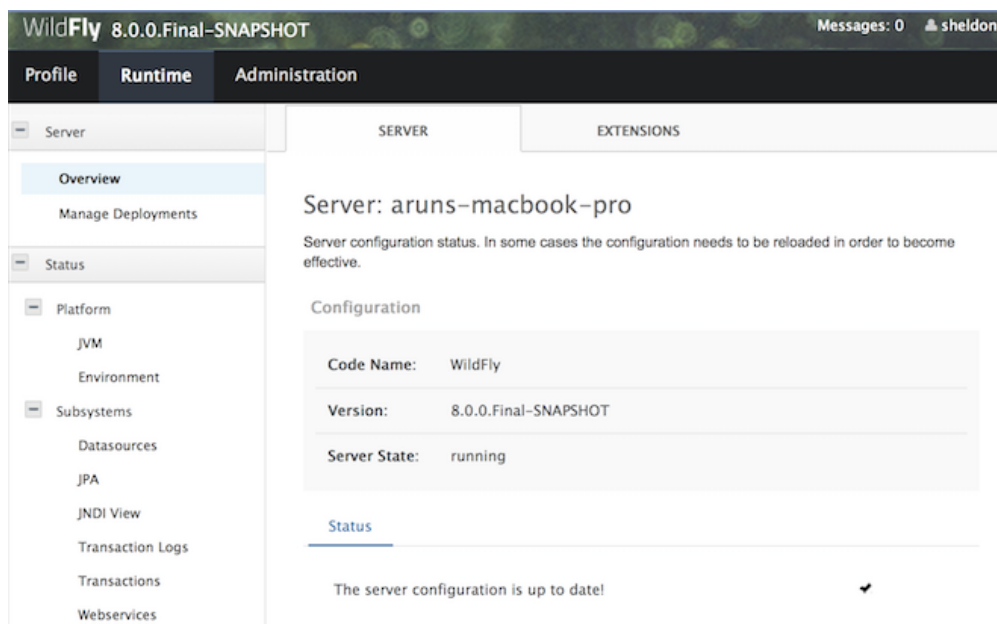 WildFly 8.0.0.Final-SNAPSHOT
Messages: 0 sheldon
Profile Runtime Administration
Server
Overview
Manage Deployments
Status
Platform
JVM
Environment
Subsystems
Datasources
JPA
JNDI View
Transaction Logs
Transactions
Webservices
SERVER EXTENSIONS
Server: aruns-macbook-pro
Server configuration status. In some cases the configuration needs to be reloaded in order to become
effective.
Configuration
Code Name: WildFly
Version: 8.0.0.Final-SNAPSHOT
Server State: running
Status
The server configuration is up to date!